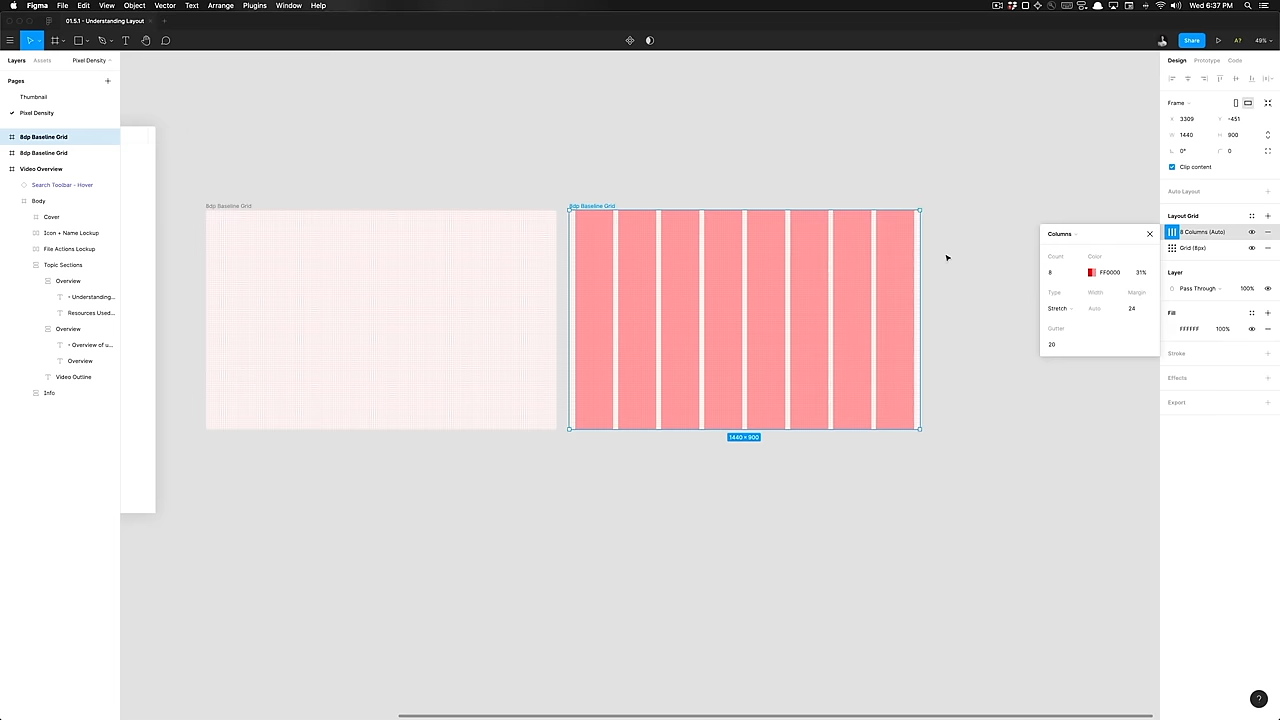 Figma File Edit View Object Vector Text Arrange Plugins Window Help Wed 6:37 PM
01.5.1 - Understanding Layout
Share A? 49%
Layers Assets Pixel Density
Design Prototype Code
Pages
Thumbnail
Pixel Density
8dp Baseline Grid
8dp Baseline Grid
Video Overview
Search Toolbar - Hover
Body
Cover
Icon + Name Lockup
File Actions Lockup
Topic Sections
Overview
• Understanding...
Resources Used...
Overview
• Overview of u...
Overview
Video Outline
Info
8dp Baseline Grid
8dp Baseline Grid
1440 × 900
Columns
Count Color
8 FF0000 31%
Type Width Margin
Stretch Auto 24
Gutter
20
Frame
X 3309 Y -451
W 1440 H 900
0° 0
Clip content
Auto Layout
Layout Grid
8 Columns (Auto)
Grid (8px)
Layer
Pass Through 100%
Fill
FFFFFF 100%
Stroke
Effects
Export
?